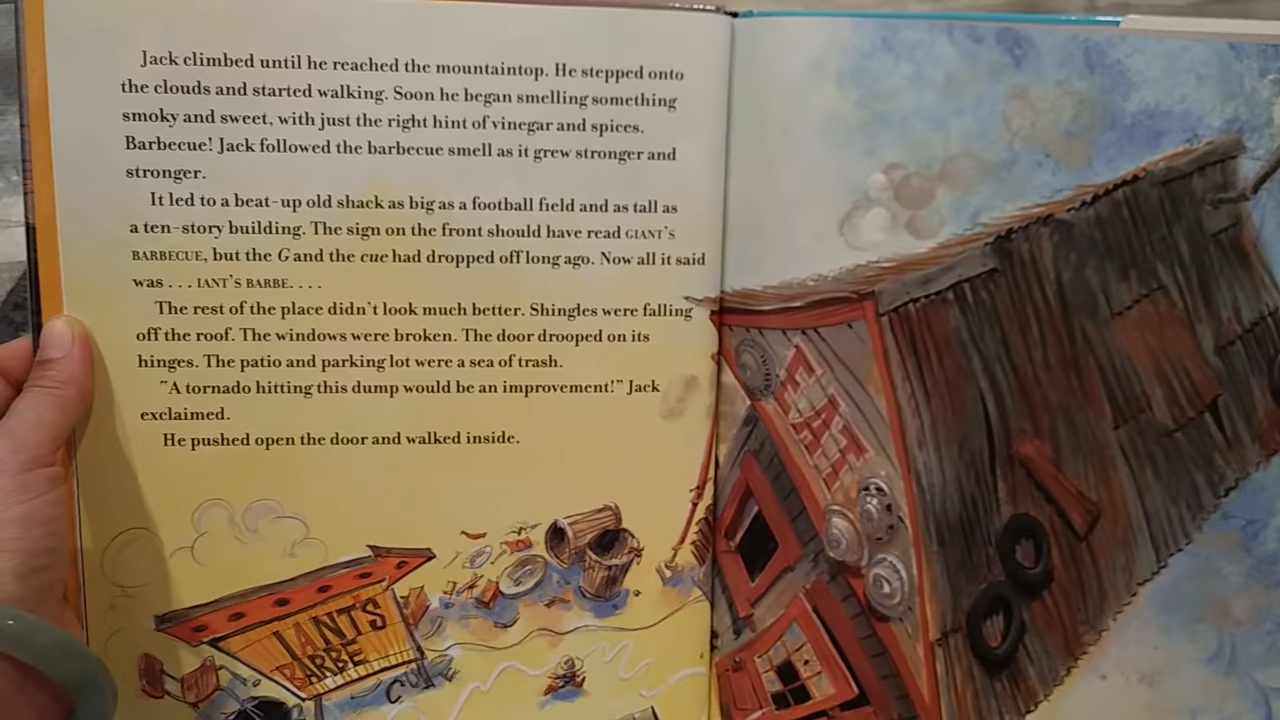 Jack climbed until he reached the mountaintop. He stepped onto
the clouds and started walking. Soon he began smelling something
smoky and sweet, with just the right hint of vinegar and spices.
Barbecue! Jack followed the barbecue smell as it grew stronger and
stronger.
It led to a beat-up old shack as big as a football field and as tall as
a ten-story building. The sign on the front should have read GIANT'S
BARBECUE, but the G and the cue had dropped off long ago. Now all it said
was . . . IANT'S BARBE. . . .
The rest of the place didn't look much better. Shingles were falling
off the roof. The windows were broken. The door drooped on its
hinges. The patio and parking lot were a sea of trash.
"A tornado hitting this dump would be an improvement!" Jack
exclaimed.
He pushed open the door and walked inside.
IANTS
BARBE
EAT